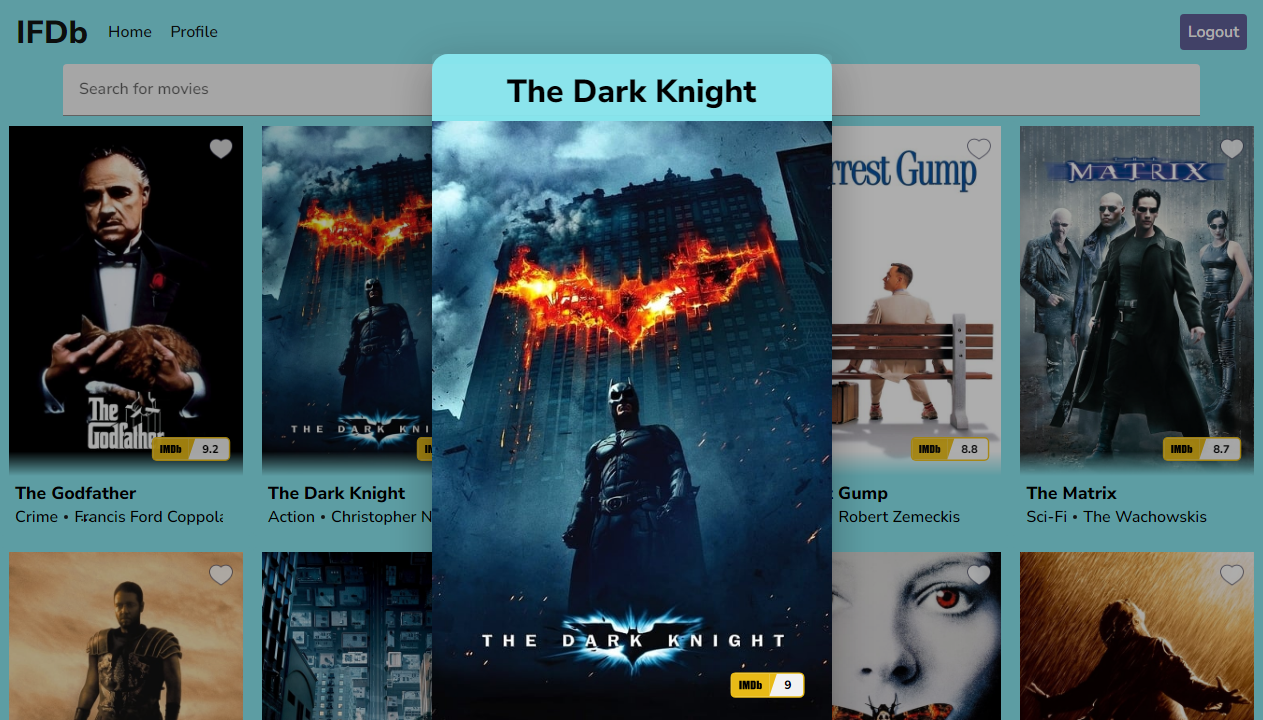 IFDb Home Profile Logout
Search for movies
The Dark Knight
The
Godfather
IMDb 9.2
The Godfather
Crime • Francis Ford Coppola
THE DARK KNI
IM
The Dark Knight
Action • Christopher N
THE DARK KNIGHT
IMDb 9
rrest Gump
IMDb 8.8
Gump
Robert Zemeckis
MATRIX
IMDb 8.7
The Matrix
Sci-Fi • The Wachowskis